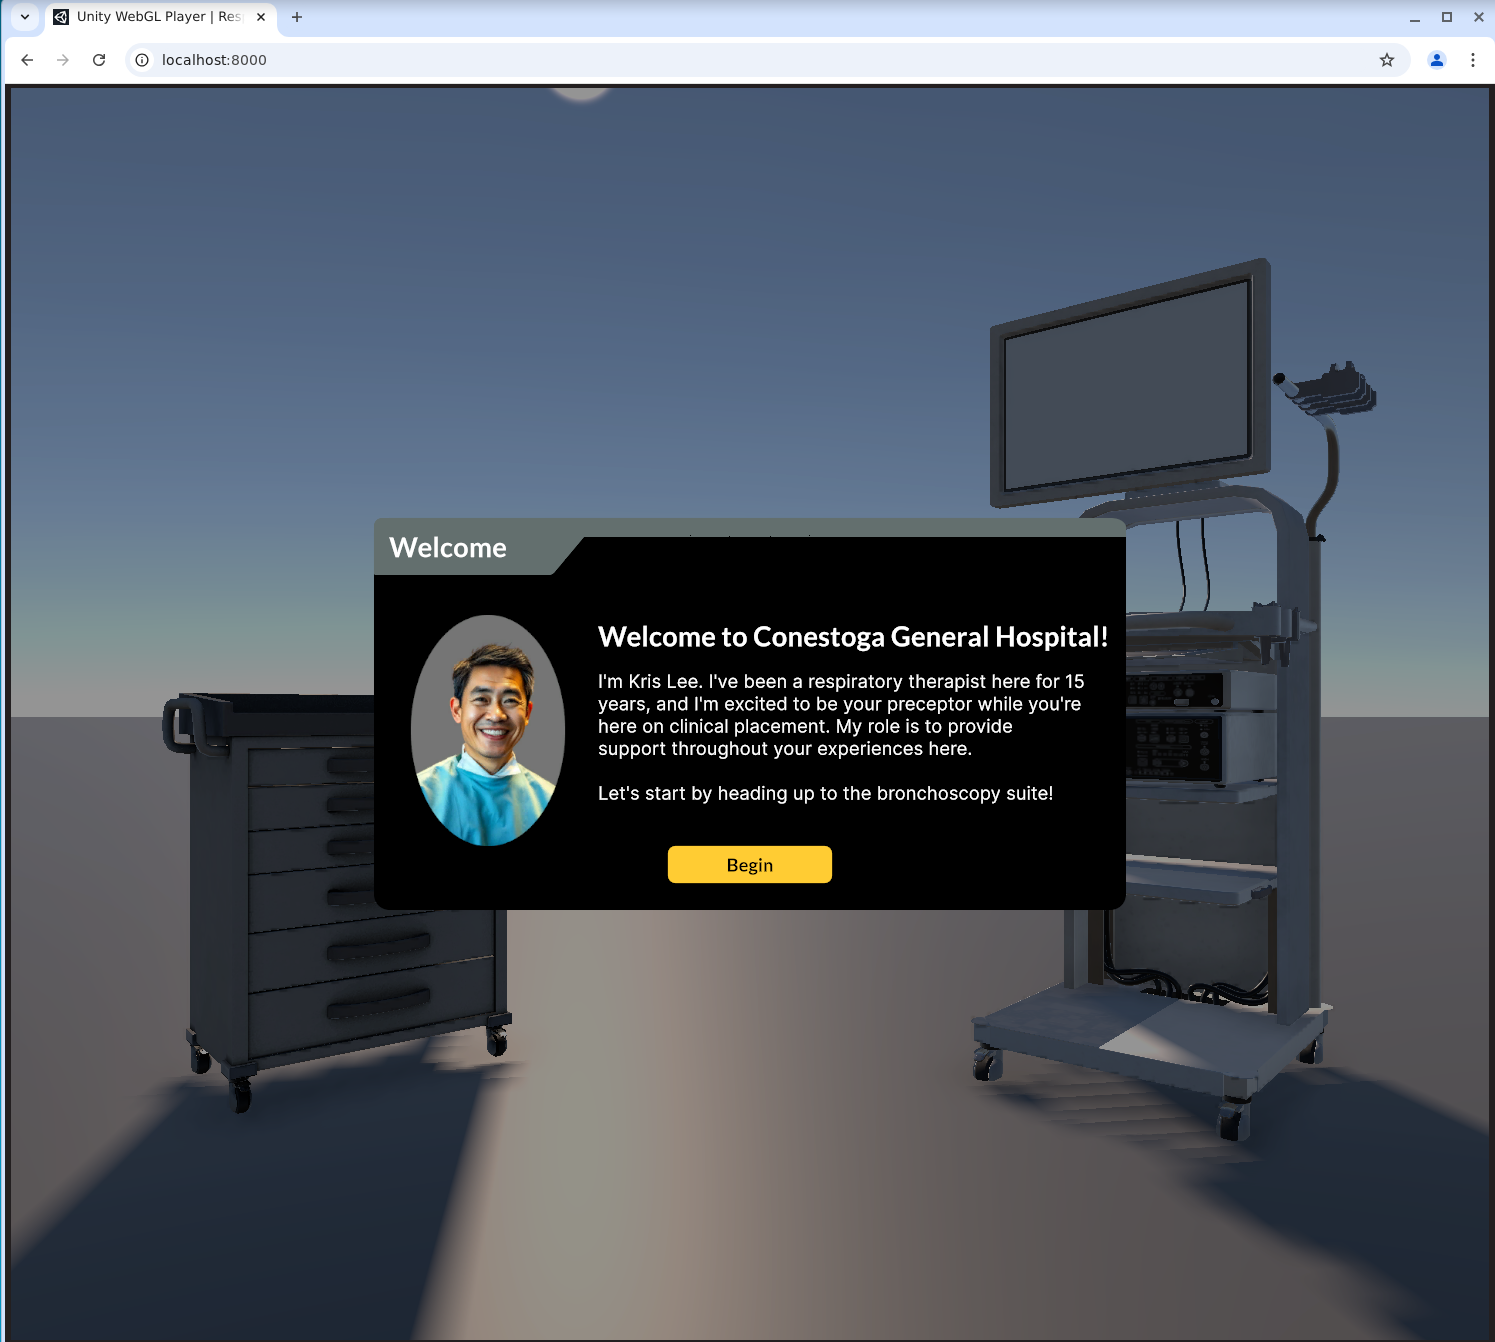 Unity WebGL Player | Res
localhost:8000
Welcome
Welcome to Conestoga General Hospital!
I'm Kris Lee. I've been a respiratory therapist here for 15
years, and I'm excited to be your preceptor while you're
here on clinical placement. My role is to provide
support throughout your experiences here.
Let's start by heading up to the bronchoscopy suite!
Begin